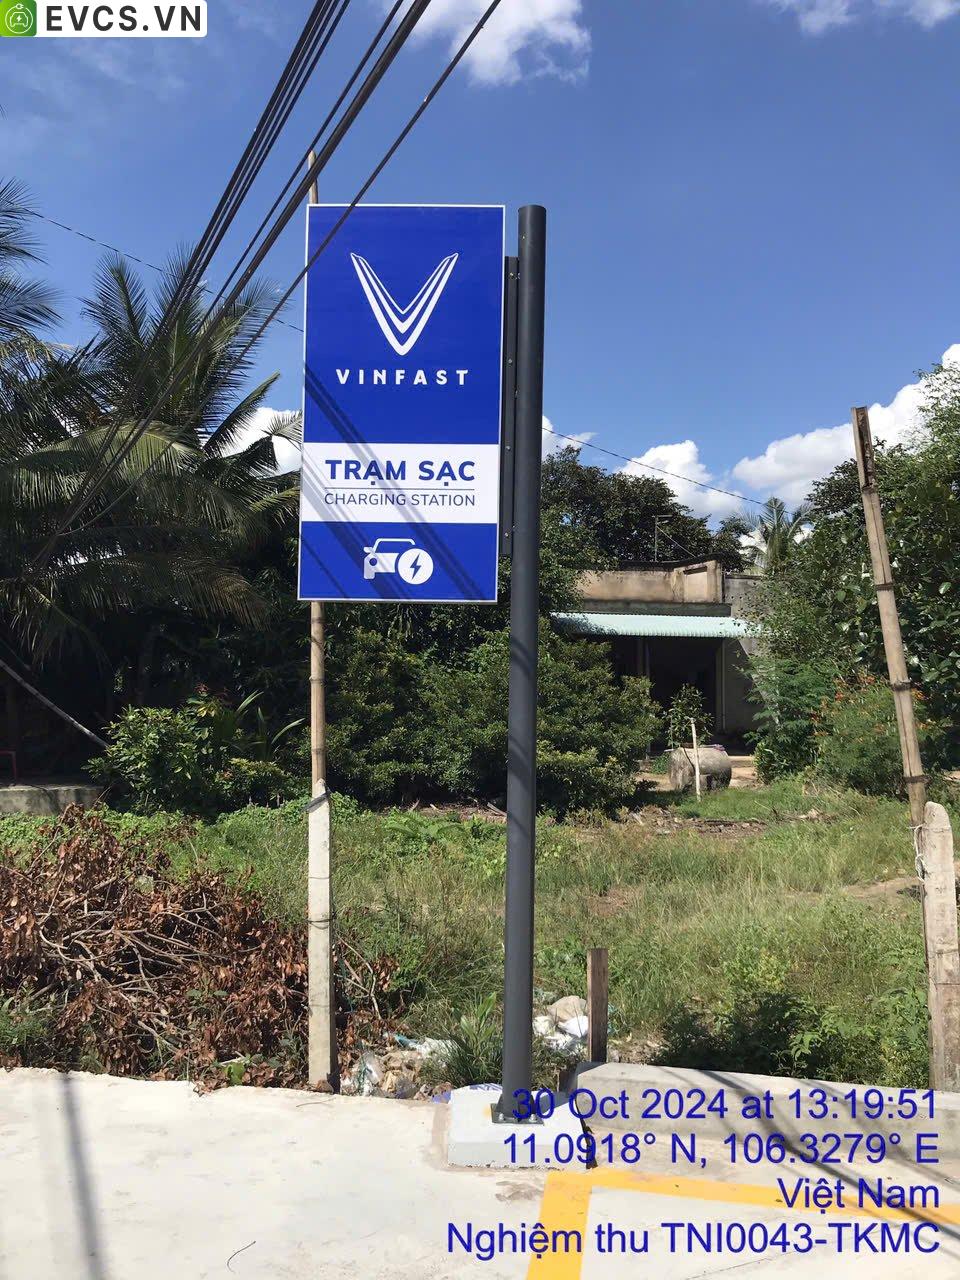 EVCS.VN
VINFAST
TRẠM SẠC
CHARGING STATION
30 Oct 2024 at 13:19:51
11.0918° N, 106.3279° E
Việt Nam
Nghiệm thu TNI0043-TKMC